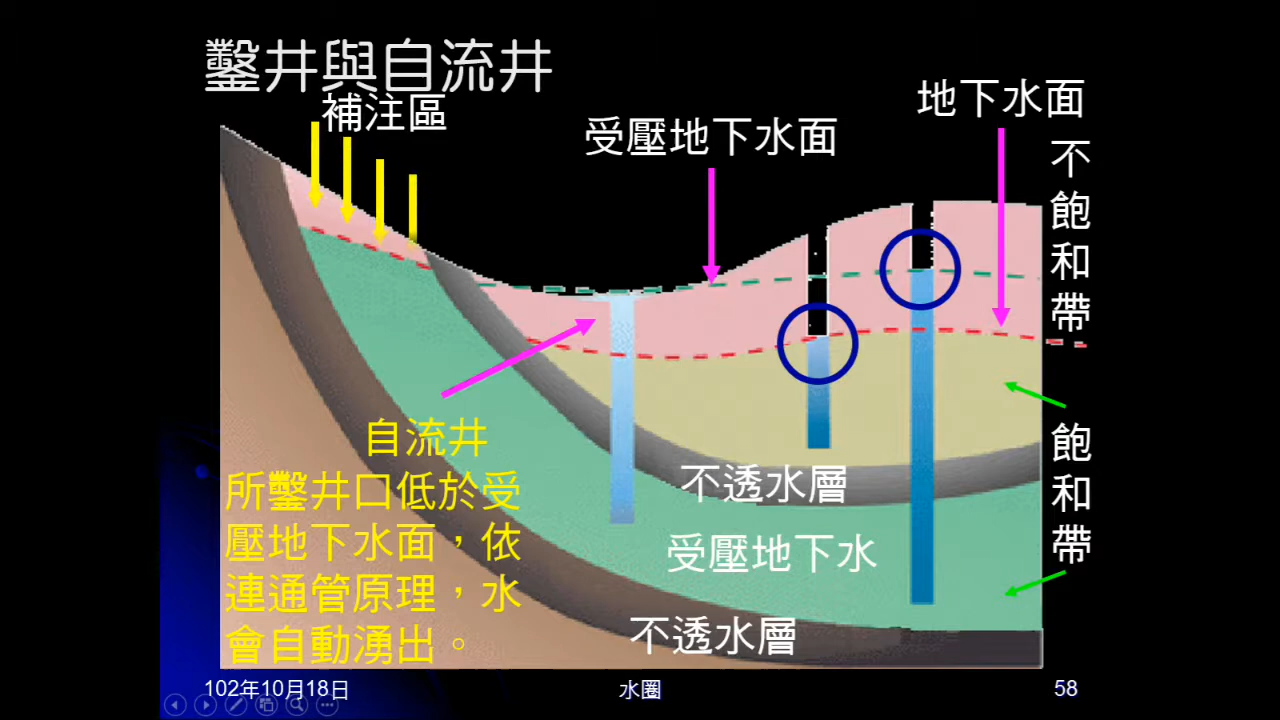 鑿井與自流井
補注區
受壓地下水面
地下水面
不飽和帶
自流井
所鑿井口低於受
壓地下水面，依
連通管原理，水
會自動湧出。
不透水層
受壓地下水
不透水層
飽和帶
102年10月18日
水圈
58